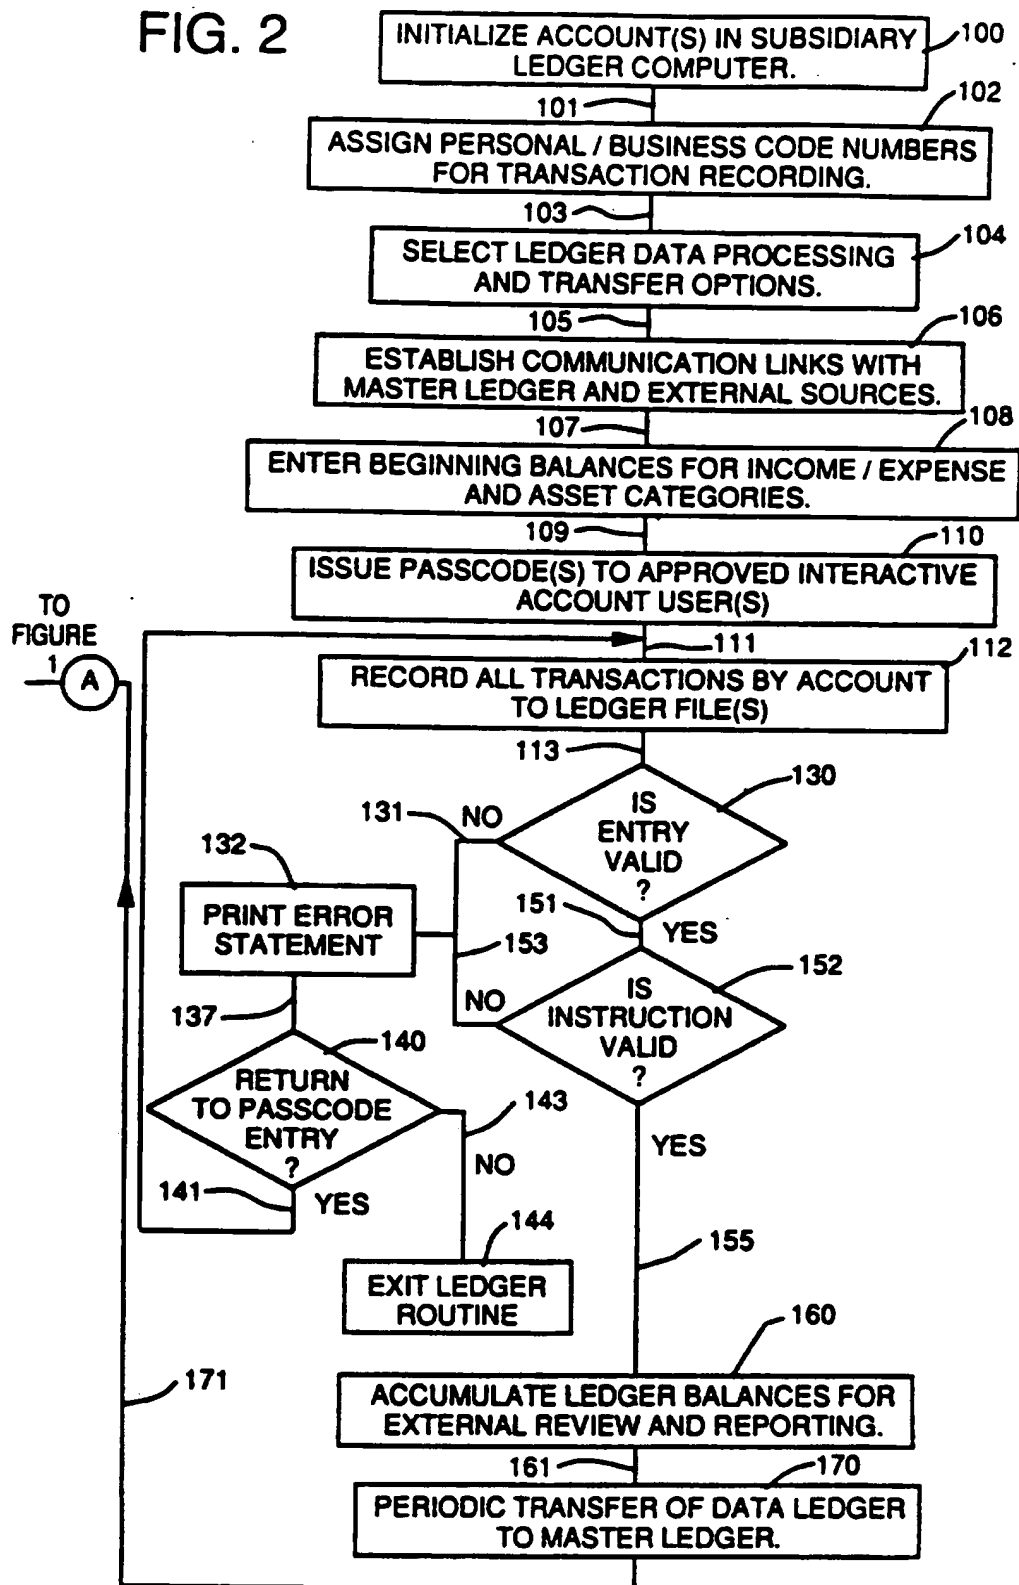 FIG. 2
INITIALIZE ACCOUNT(S) IN SUBSIDIARY
LEDGER COMPUTER.
100
101
102
ASSIGN PERSONAL / BUSINESS CODE NUMBERS
FOR TRANSACTION RECORDING.
103
104
SELECT LEDGER DATA PROCESSING
AND TRANSFER OPTIONS.
105
106
ESTABLISH COMMUNICATION LINKS WITH
MASTER LEDGER AND EXTERNAL SOURCES.
107
108
ENTER BEGINNING BALANCES FOR INCOME / EXPENSE
AND ASSET CATEGORIES.
109
110
ISSUE PASSCODE(S) TO APPROVED INTERACTIVE
ACCOUNT USER(S)
TO
FIGURE
1
A
111
112
RECORD ALL TRANSACTIONS BY ACCOUNT
TO LEDGER FILE(S)
113
130
IS
ENTRY
VALID
?
131
NO
132
PRINT ERROR
STATEMENT
151
YES
153
152
IS
INSTRUCTION
VALID
?
NO
137
140
RETURN
TO PASSCODE
ENTRY
?
143
NO
141
YES
YES
144
EXIT LEDGER
ROUTINE
155
160
ACCUMULATE LEDGER BALANCES FOR
EXTERNAL REVIEW AND REPORTING.
171
161
170
PERIODIC TRANSFER OF DATA LEDGER
TO MASTER LEDGER.